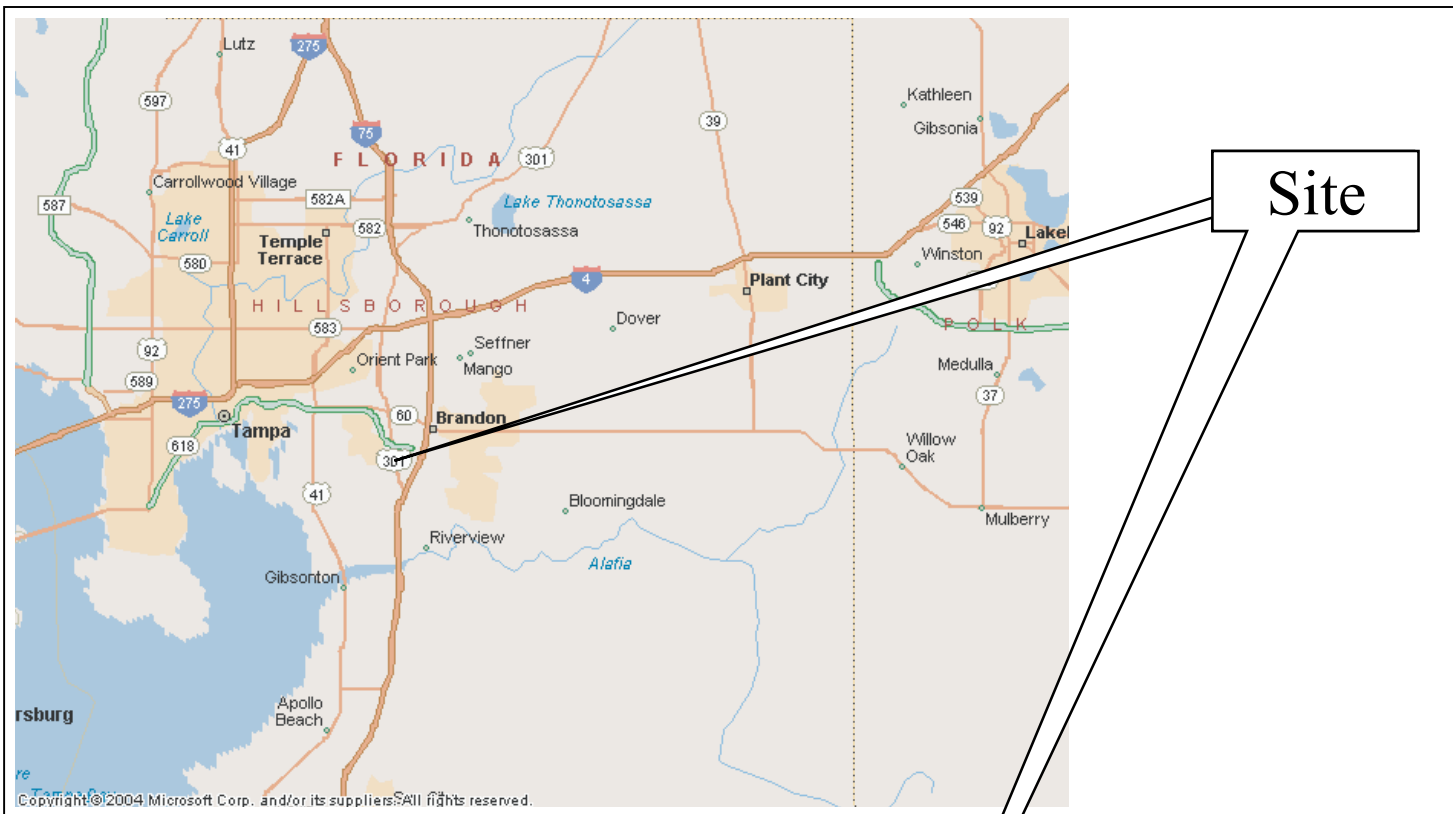 Lutz
275
597
Kathleen
Gibsonia
39
75
41
FLORIDA
301
Carrollwood Village
582A
587
Lake Thonotosassa
539
Site
Lake
Carroll
582
Thonotosassa
546
92
Temple
Terrace
Winston
580
4
Plant City
HILLSBOROUGH
583
Dover
POLK
92
Seffner
Orient Park
Mango
Medulla
589
37
275
60
Brandon
Tampa
618
Willow
Oak
301
41
Bloomingdale
Mulberry
Riverview
Alafia
Gibsonton
Apollo
Beach
rsburg
Copyright © 2004 Microsoft Corp. and/or its suppliers. All rights reserved.